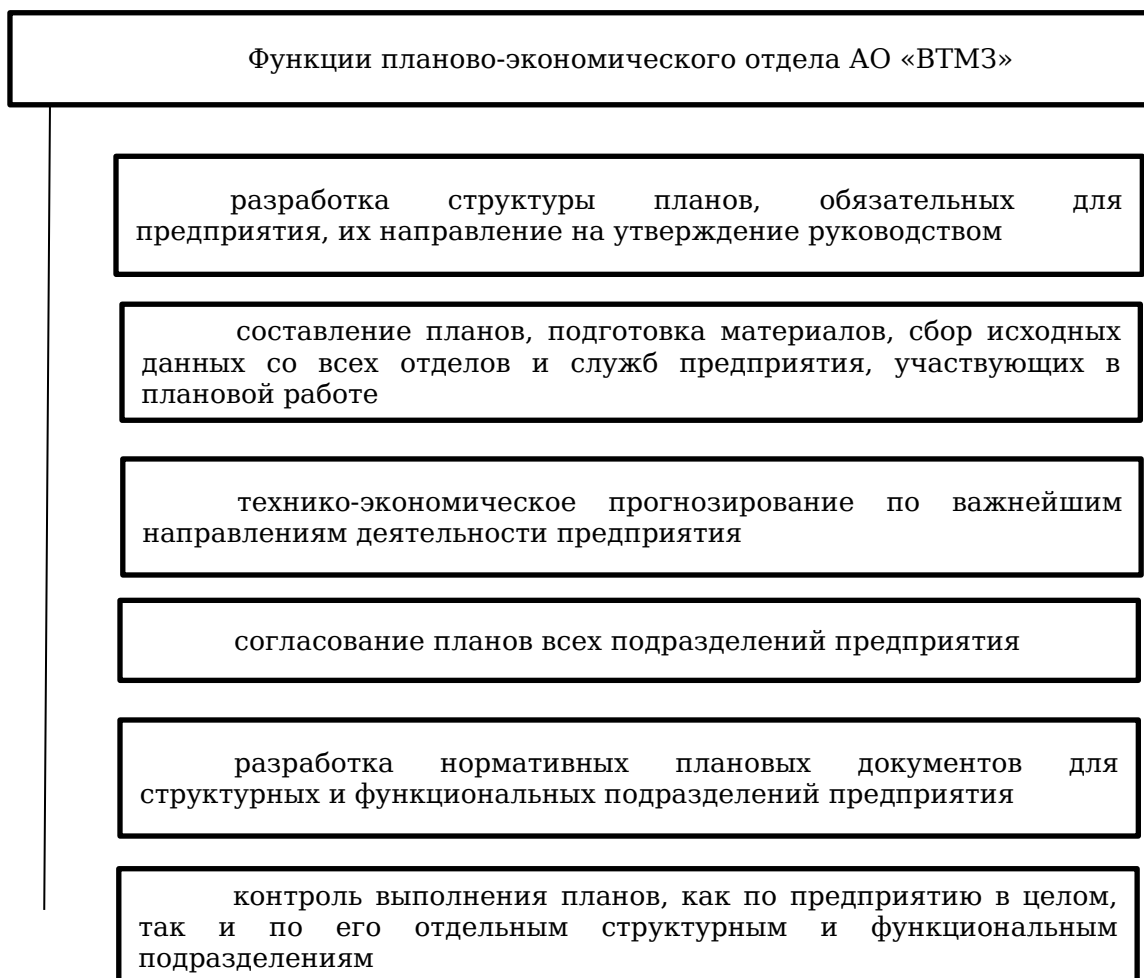 Функции планово-экономического отдела АО «ВТМЗ»
разработка структуры планов, обязательных для
предприятия, их направление на утверждение руководством
составление планов, подготовка материалов, сбор исходных
данных со всех отделов и служб предприятия, участвующих в
плановой работе
технико-экономическое прогнозирование по важнейшим
направлениям деятельности предприятия
согласование планов всех подразделений предприятия
разработка нормативных плановых документов для
структурных и функциональных подразделений предприятия
контроль выполнения планов, как по предприятию в целом,
так и по его отдельным структурным и функциональным
подразделениям